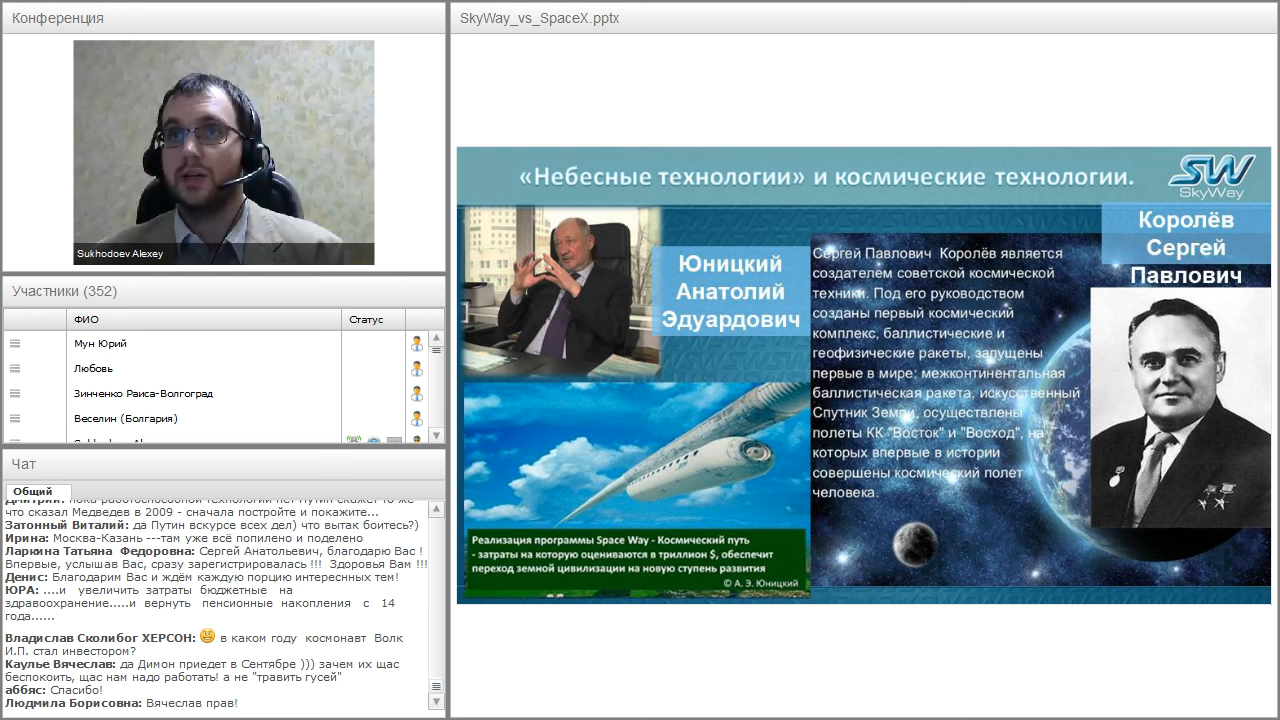 Конференция
Sukhodoev Alexey
Участники (352)
ФИО
Статус
Мун Юрий
Любовь
Зинченко Раиса-Волгоград
Веселин (Болгария)
Чат
Общий
что сказал Медведев в 2009 - сначала постройте и покажите...
Затонный Виталий: да Путин вскурсе всех дел) что вытак боитесь?)
Ирина: Москва-Казань ---там уже всё попилено и поделено
Ларкина Татьяна Федоровна: Сергей Анатольевич, благодарю Вас !
Впервые, услышав Вас, сразу зарегистрировалась !!! Здоровья Вам !!!
Денис: Благодарим Вас и ждём каждую порцию интереснных тем!
ЮРА: ....и увеличить затраты бюджетные на
здравоохранение.....и вернуть пенсионные накопления с 14
года......
Владислав Сколибог ХЕРСОН: в каком году космонавт Волк
И.П. стал инвестором?
Каулье Вячеслав: да Димон приедет в Сентябре ))) зачем их щас
беспокоить, щас нам надо работать! а не "травить гусей"
аббяс: Спасибо!
Людмила Борисовна: Вячеслав прав!
SkyWay_vs_SpaceX.pptx
«Небесные технологии» и космические технологии.
SW
SkyWay
Юницкий
Анатолий
Эдуардович
Королёв
Сергей
Павлович
Сергей Павлович Королёв является
создателем советской космической
техники. Под его руководством
созданы первый космический
комплекс, баллистические и
геофизические ракеты, запущены
первые в мире: межконтинентальная
баллистическая ракета, искусственный
Спутник Земли, осуществлены
полеты КК "Восток" и "Восход", на
которых впервые в истории
совершены космический полет
человека.
Реализация программы Space Way - Космический путь
- затраты на которую оцениваются в триллион $, обеспечит
переход земной цивилизации на новую ступень развития
© А. Э. Юницкий